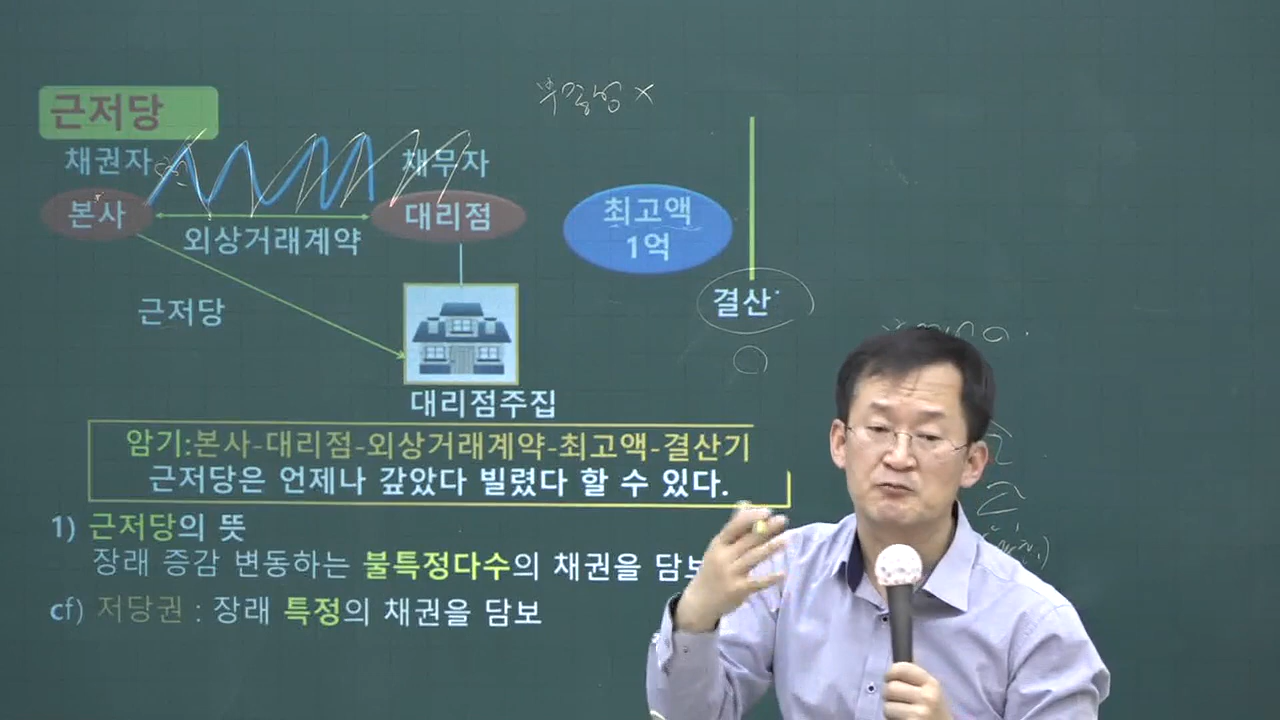 근저당
부종성 x
채권자
채무자
본사
대리점
외상거래계약
최고액
1억
결산
근저당
대리점주집
암기:본사-대리점-외상거래계약-최고액-결산기
근저당은 언제나 갚았다 빌렸다 할 수 있다.
1) 근저당의 뜻
장래 증감 변동하는 불특정다수의 채권을 담보
cf) 저당권 : 장래 특정의 채권을 담보